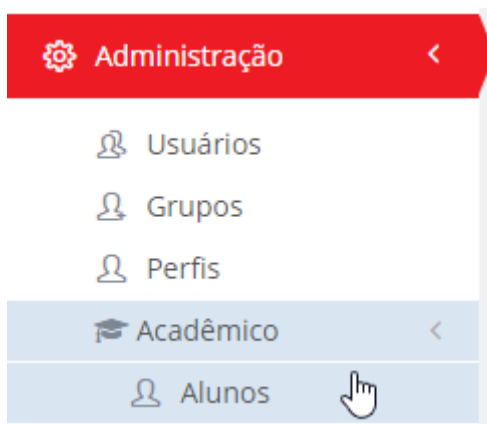 Administração
Usuários
Grupos
Perfis
Acadêmico
Alunos